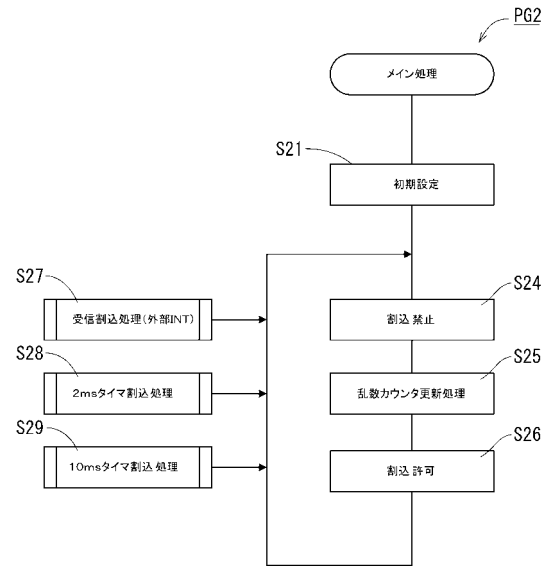 PG2
メイン処理
S21
初期設定
S27
受信割込処理(外部INT)
S24
割込禁止
S28
2msタイマ割込処理
S25
乱数カウンタ更新処理
S29
10msタイマ割込処理
S26
割込許可